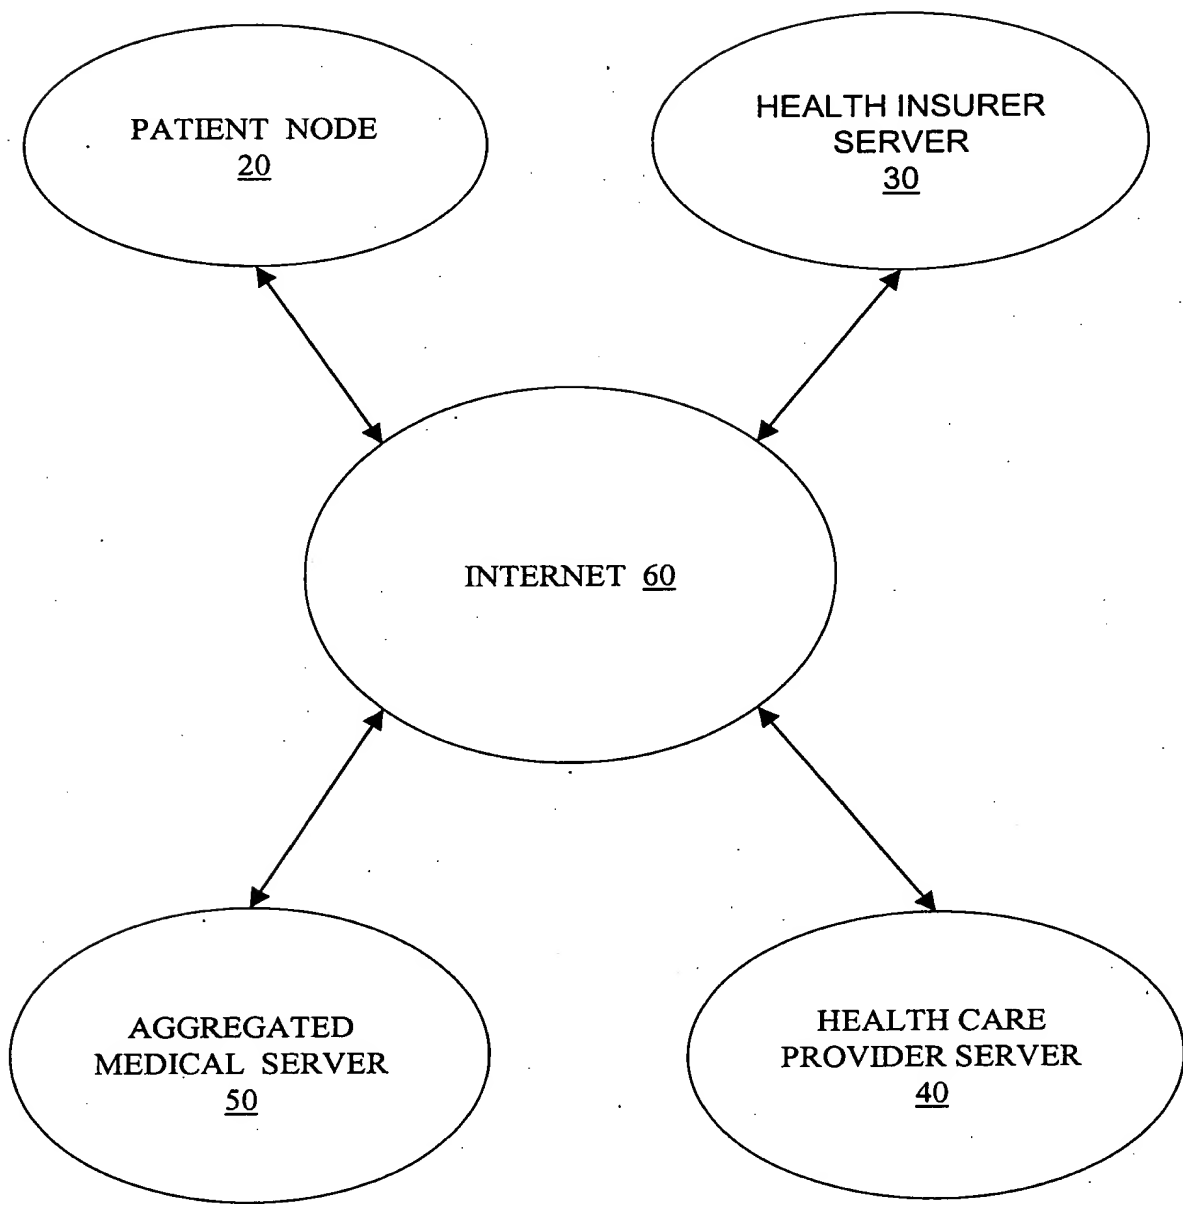 PATIENT NODE
20
HEALTH INSURER
SERVER
30
INTERNET 60
AGGREGATED
MEDICAL SERVER
50
HEALTH CARE
PROVIDER SERVER
40